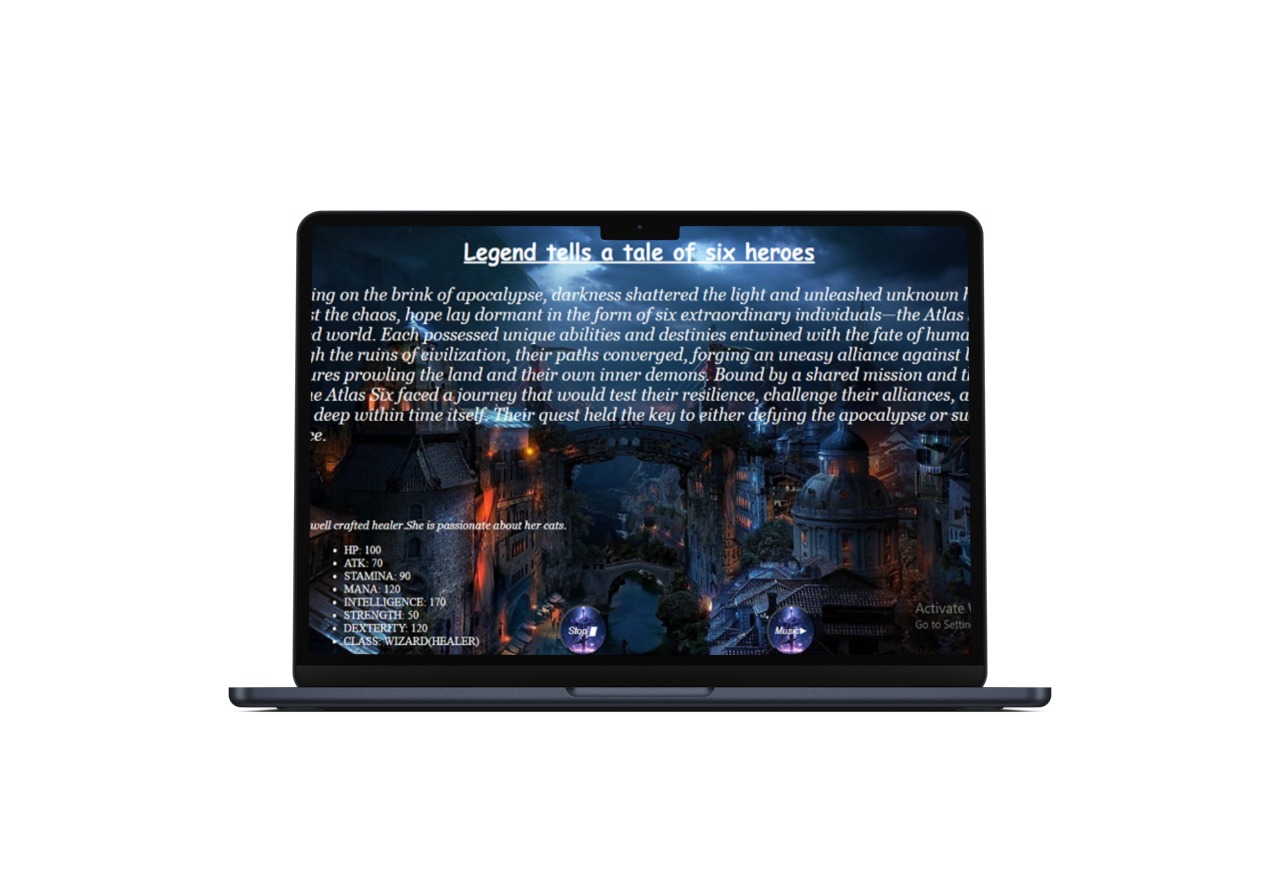 Legend tells a tale of six heroes
ing on the brink of apocalypse, darkness shattered the light and unleashed unknown
st the chaos, hope lay dormant in the form of six extraordinary individuals—the Atlas
d world. Each possessed unique abilities and destinies entwined with the fate of huma
gh the ruins of civilization, their paths converged, forging an uneasy alliance against
ures prowling the land and their own inner demons. Bound by a shared mission and
e Atlas Six faced a journey that would test their resilience, challenge their alliances, a
deep within time itself. Their quest held the key to either defying the apocalypse or su
ce.
well crafted healer.She is passionate about her cats.
• HP: 100
• ATK: 70
• STAMINA: 90
• MANA: 120
• INTELLIGENCE: 170
• STRENGTH: 50
• DEXTERITY: 120
• CLASS: WIZARD(HEALER)
Stop
Music
Activate
Go to Settin